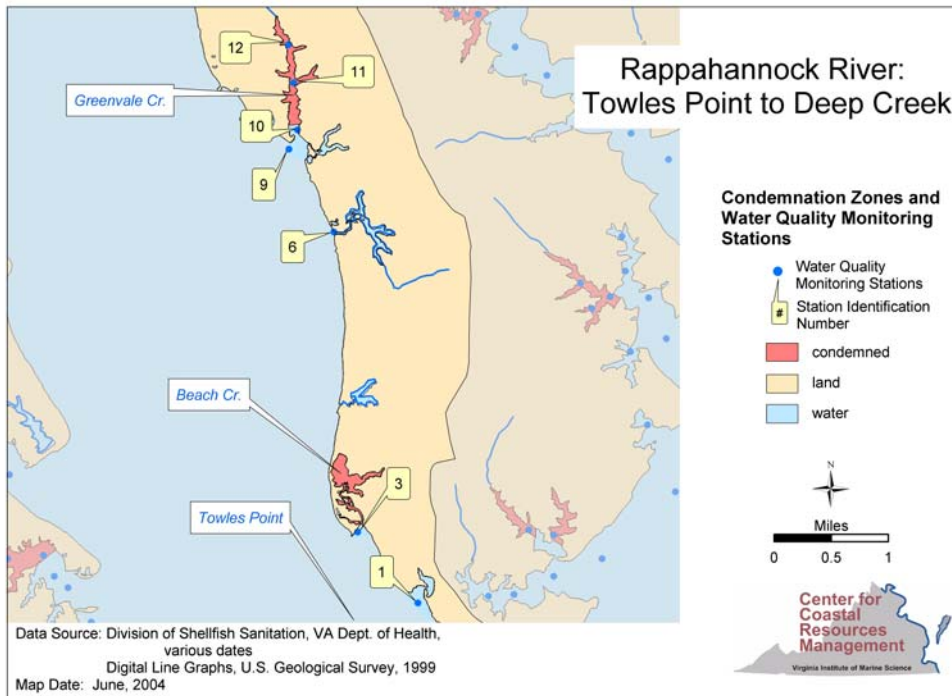 Rappahannock River:
Towles Point to Deep Creek
12
11
Greenvale Cr.
10
9
6
Beach Cr.
3
Towles Point
1
Condemnation Zones and
Water Quality Monitoring
Stations
Water Quality
Monitoring Stations
#
Station Identification
Number
condemned
land
water
N
Miles
0 0.5 1
Center for
Coastal
Resources
Management
Virginia Institute of Marine Science
Data Source: Division of Shellfish Sanitation, VA Dept. of Health,
various dates
Digital Line Graphs, U.S. Geological Survey, 1999
Map Date: June, 2004